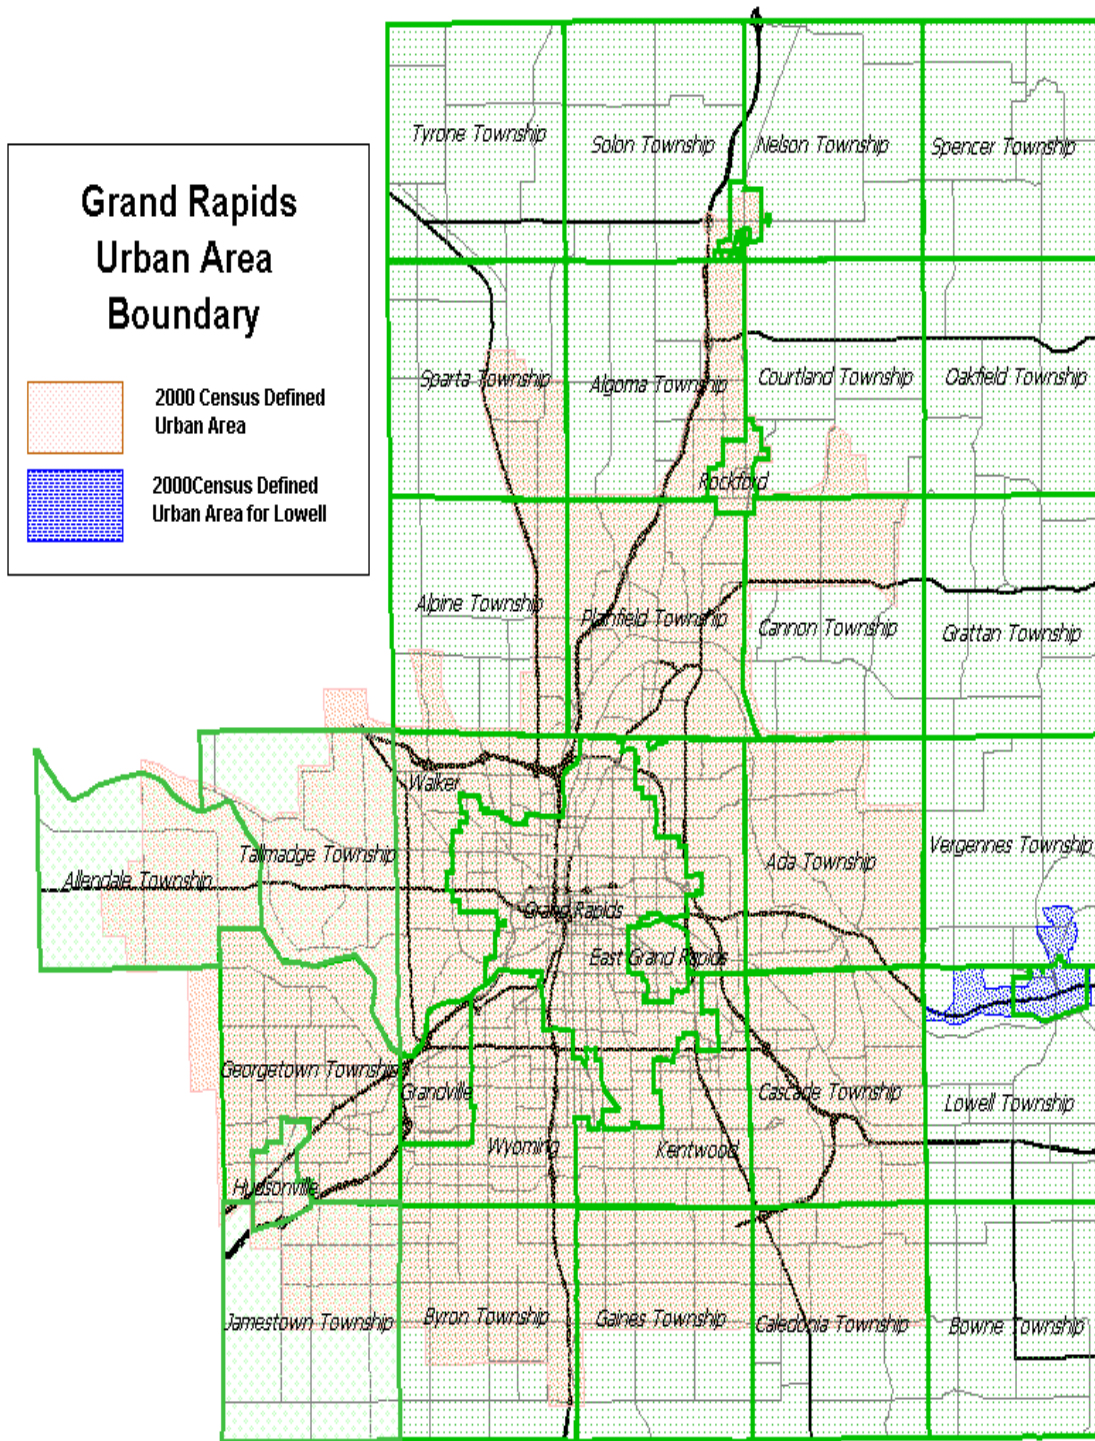 Grand Rapids
Urban Area
Boundary
2000 Census Defined
Urban Area
2000Census Defined
Urban Area for Lowell
Tyrone Township
Solon Township
Nelson Township
Spencer Township
Sparta Township
Algoma Township
Courtland Township
Oakfield Township
Rockford
Alpine Township
Plainfield Township
Cannon Township
Grattan Township
Walker
Tallmadge Township
Allendale Township
Ada Township
Vergennes Township
Grand Rapids
East Grand Rapids
Georgetown Township
Grandville
Cascade Township
Lowell Township
Wyoming
Kentwood
Hudsonville
Jamestown Township
Byron Township
Gaines Township
Caledonia Township
Bowne Township